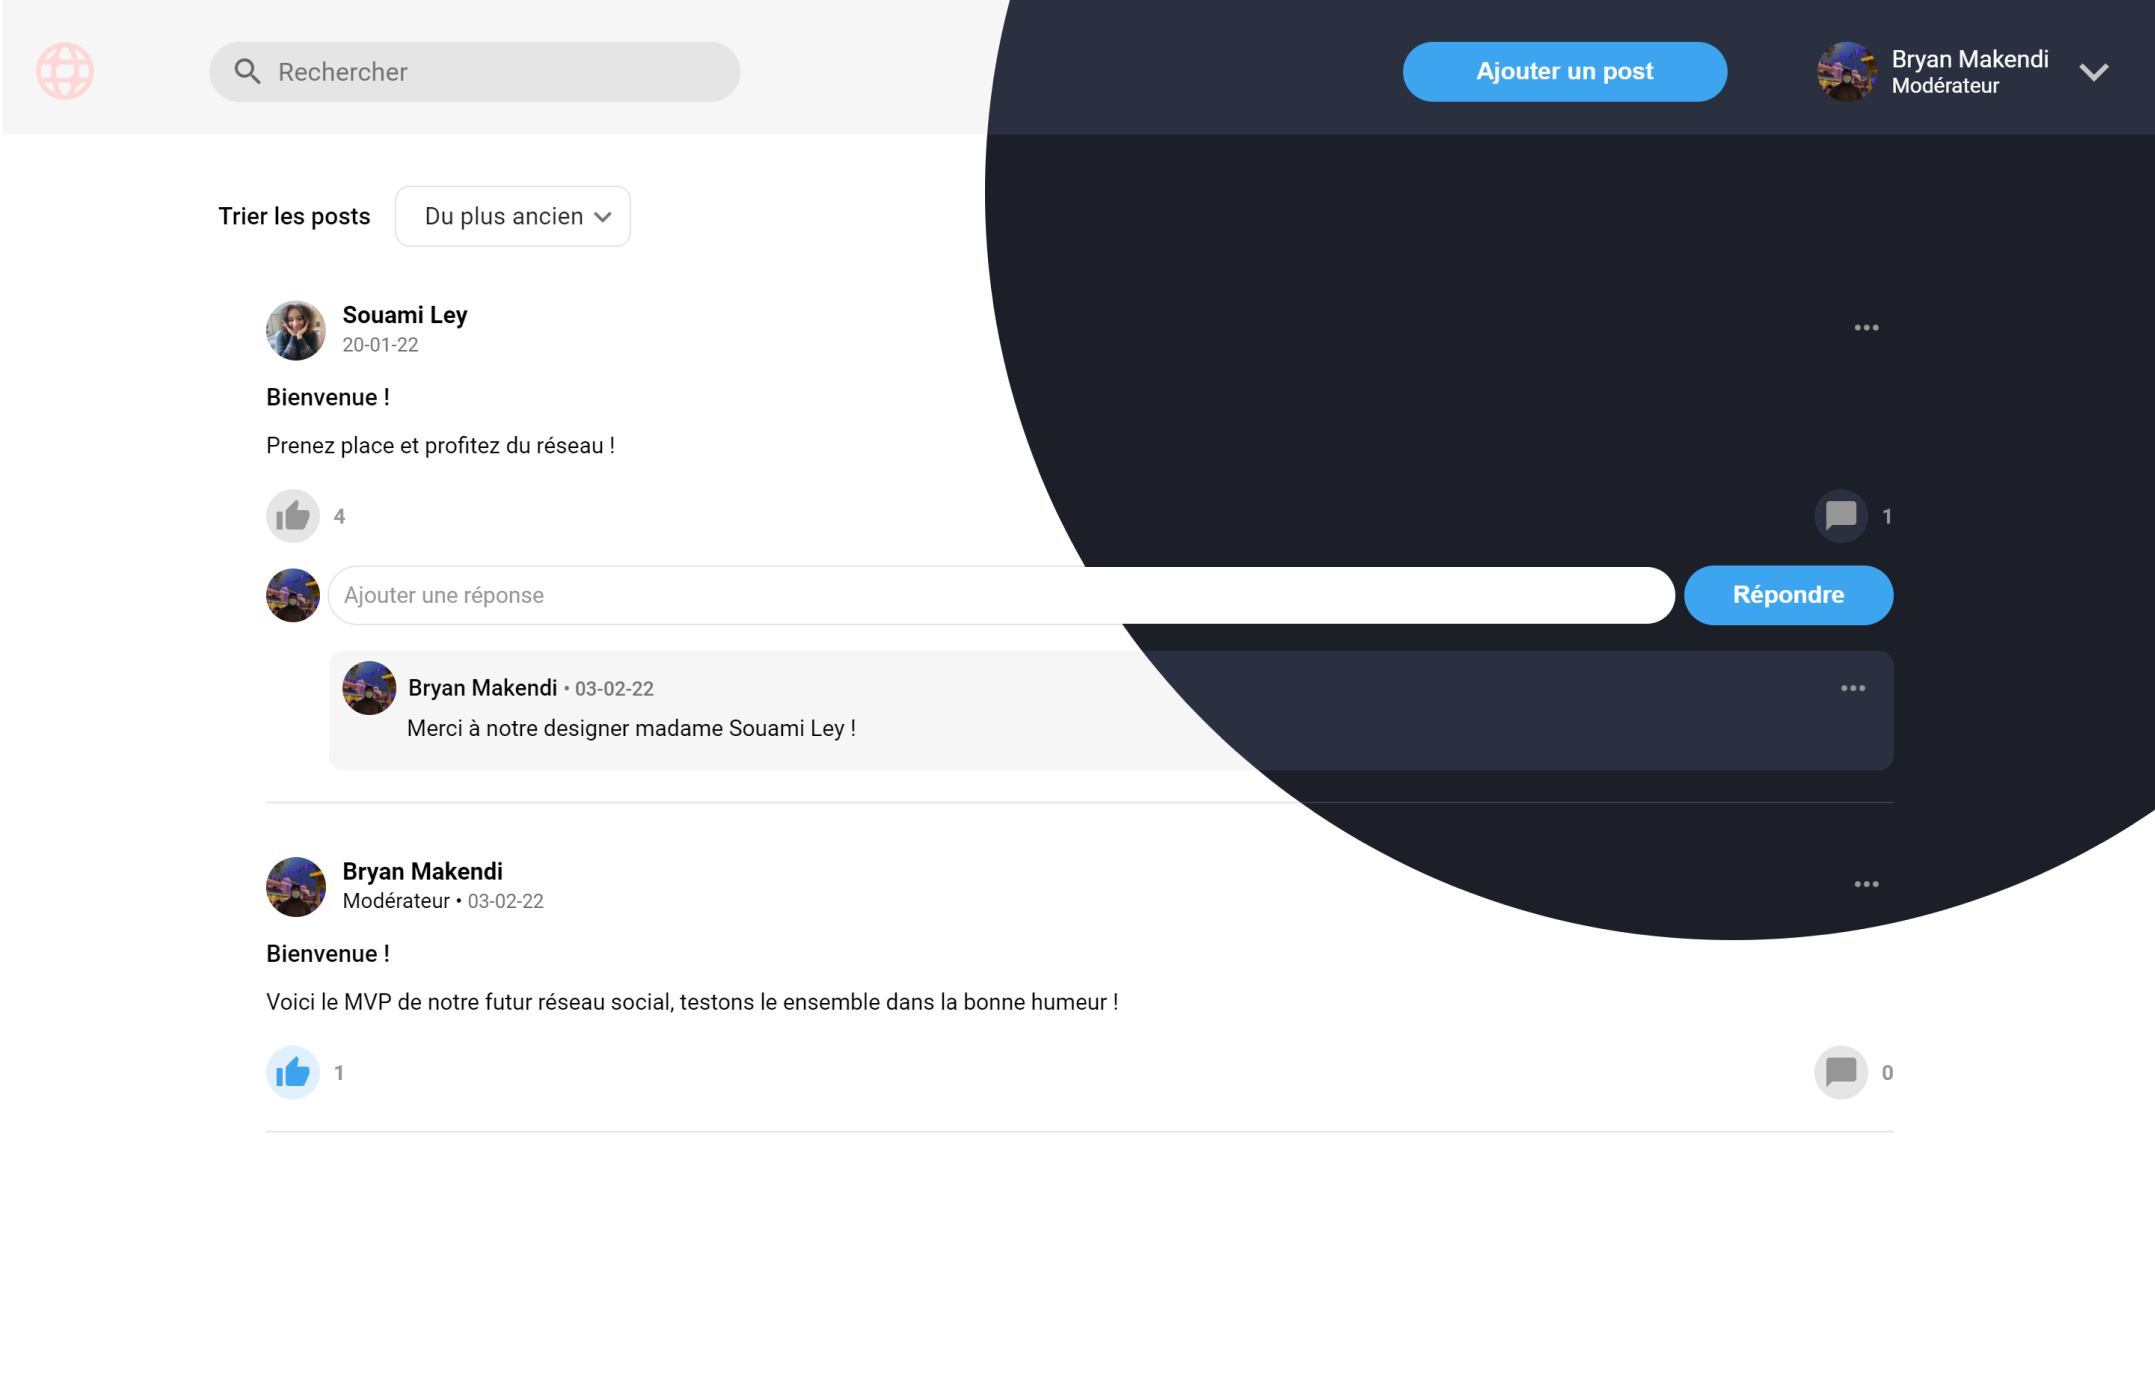 Rechercher
Ajouter un post
Bryan Makendi
Modérateur
Trier les posts
Du plus ancien
Souami Ley
20-01-22
Bienvenue !
Prenez place et profitez du réseau !
4
1
Ajouter une réponse
Répondre
Bryan Makendi • 03-02-22
Merci à notre designer madame Souami Ley !
Bryan Makendi
Modérateur • 03-02-22
Bienvenue !
Voici le MVP de notre futur réseau social, testons le ensemble dans la bonne humeur !
1
0